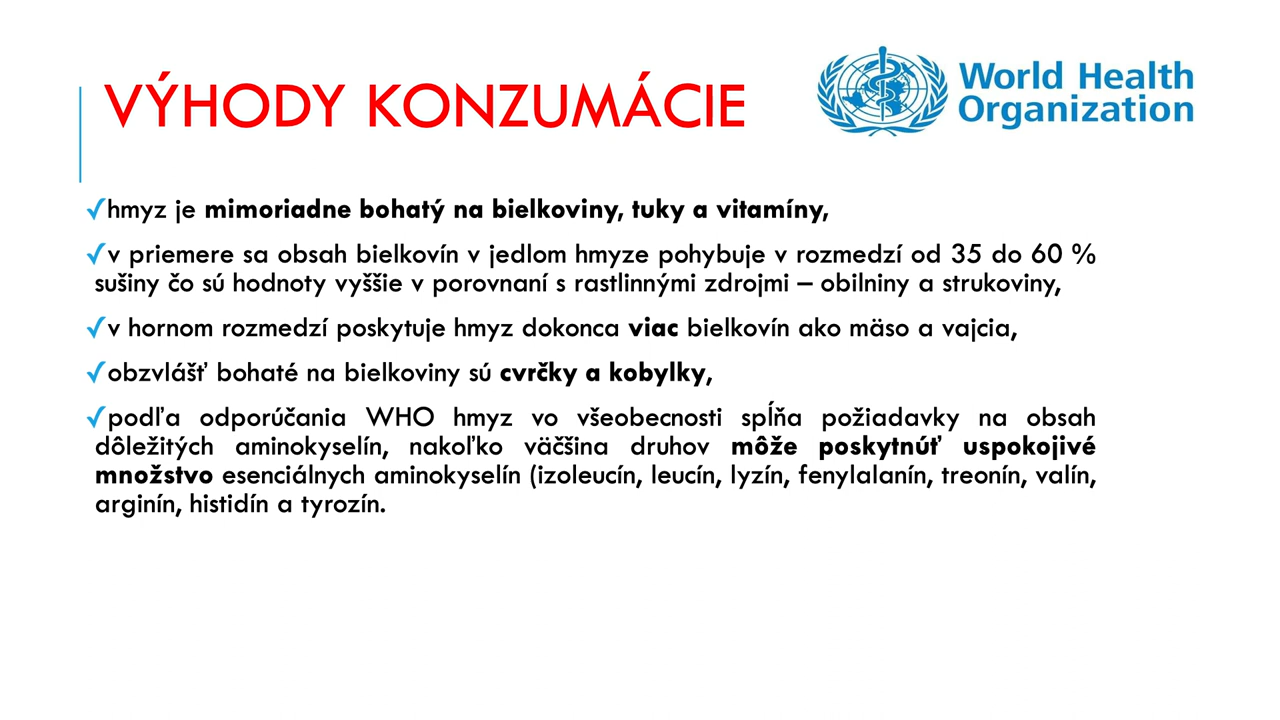 VÝHODY KONZUMÁCIE
World Health
Organization
✓hmyz je mimoriadne bohatý na bielkoviny, tuky a vitamíny,
✓v priemere sa obsah bielkovín v jedlom hmyze pohybuje v rozmedzí od 35 do 60 %
sušiny čo sú hodnoty vyššie v porovnaní s rastlinnými zdrojmi – obilniny a strukoviny,
✓v hornom rozmedzí poskytuje hmyz dokonca viac bielkovín ako mäso a vajcia,
✓obzvlášť bohaté na bielkoviny sú cvrčky a kobylky,
✓podľa odporúčania WHO hmyz vo všeobecnosti spĺňa požiadavky na obsah
dôležitých aminokyselín, nakoľko väčšina druhov môže poskytnúť uspokojivé
množstvo esenciálnych aminokyselín (izoleucín, leucín, lyzín, fenylalanín, treonín, valín,
arginín, histidín a tyrozín.